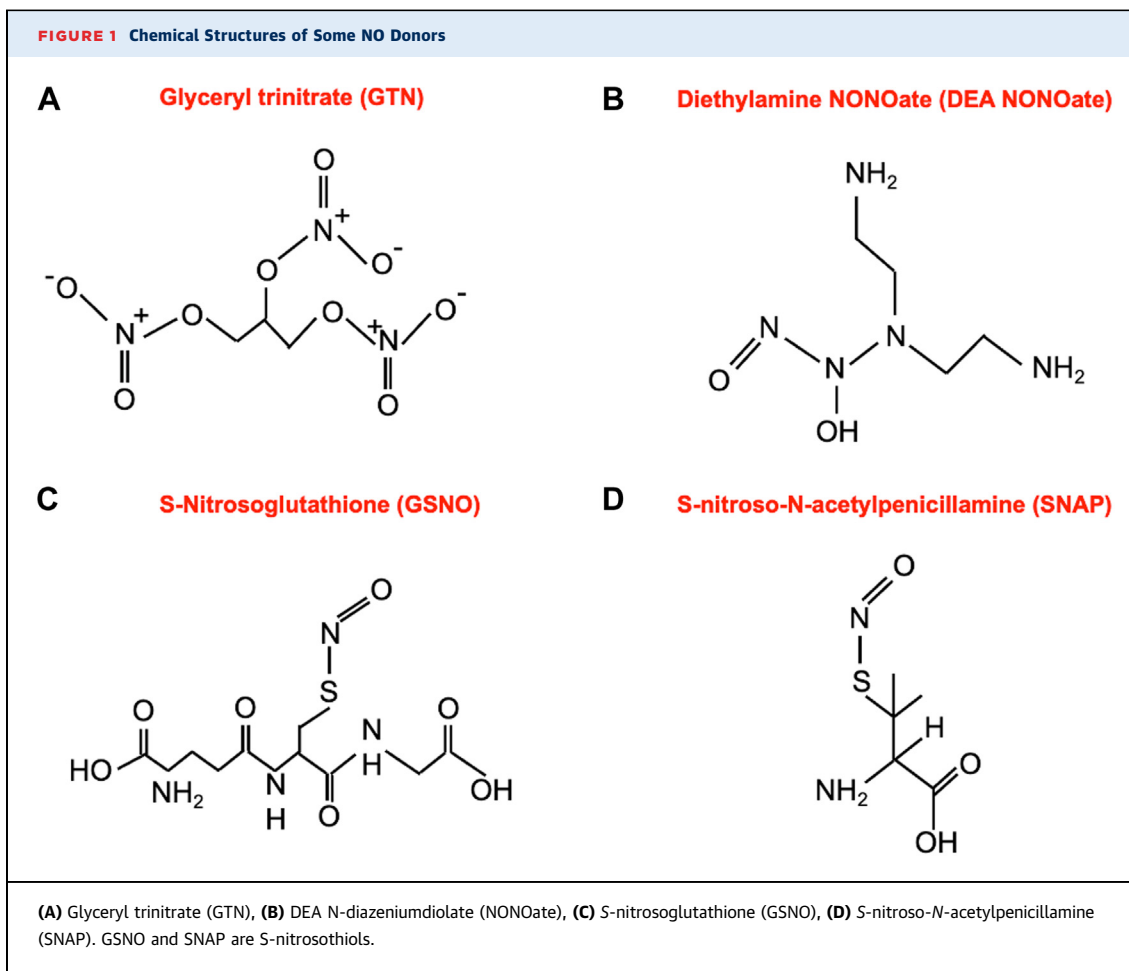 FIGURE 1 Chemical Structures of Some NO Donors
A Glyceryl trinitrate (GTN)
O
N+
O
O-
-O
N+
O
O
O
+N
O-
O
B Diethylamine NONOate (DEA NONOate)
NH2
N
O
N
N
OH
NH2
C S-Nitrosoglutathione (GSNO)
O
N
S
O
O
N
H
O
HO
NH2
N
H
O
OH
D S-nitroso-N-acetylpenicillamine (SNAP)
O
N
S
H
NH2
O
OH
(A) Glyceryl trinitrate (GTN), (B) DEA N-diazeniumdiolate (NONOate), (C) S-nitrosoglutathione (GSNO), (D) S-nitroso-N-acetylpenicillamine
(SNAP). GSNO and SNAP are S-nitrosothiols.